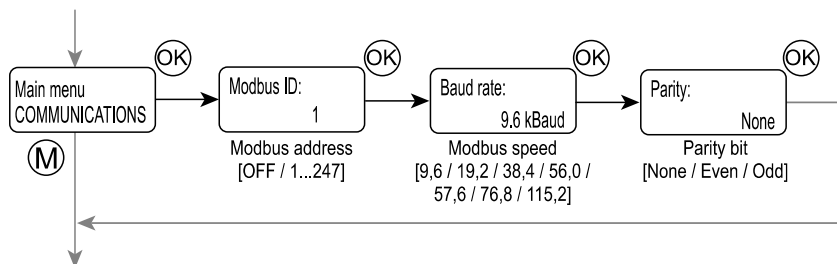 OK
OK
OK
OK
Main menu
COMMUNICATIONS
Modbus ID:
1
Baud rate:
9.6 kBaud
Parity:
None
M
Modbus address
[OFF / 1...247]
Modbus speed
[9,6 / 19,2 / 38,4 / 56,0 /
57,6 / 76,8 / 115,2]
Parity bit
[None / Even / Odd]